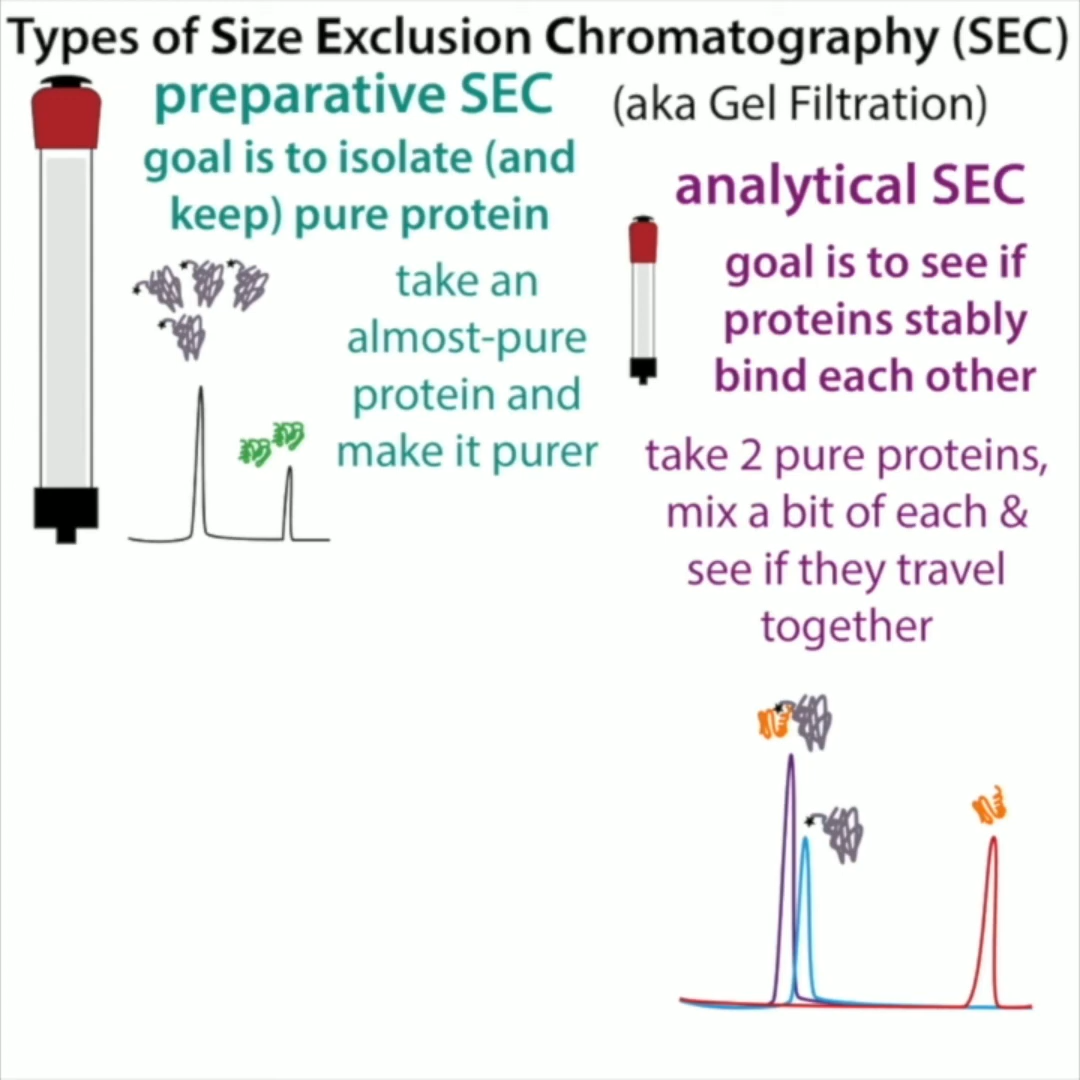 Types of Size Exclusion Chromatography (SEC)
preparative SEC
(aka Gel Filtration)
goal is to isolate (and
keep) pure protein
take an
almost-pure
protein and
make it purer
analytical SEC
goal is to see if
proteins stably
bind each other
take 2 pure proteins,
mix a bit of each &
see if they travel
together